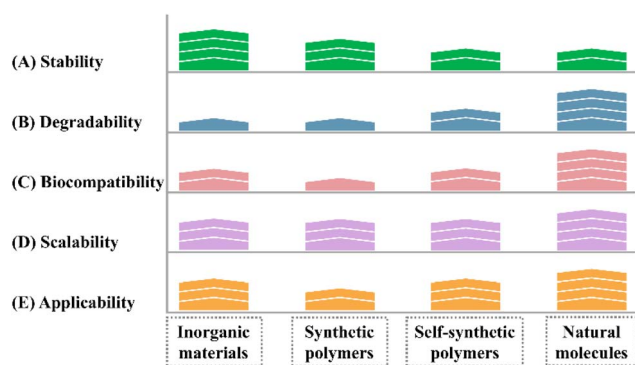 (A) Stability
(B) Degradability
(C) Biocompatibility
(D) Scalability
(E) Applicability
Inorganic
materials
Synthetic
polymers
Self-synthetic
polymers
Natural
molecules